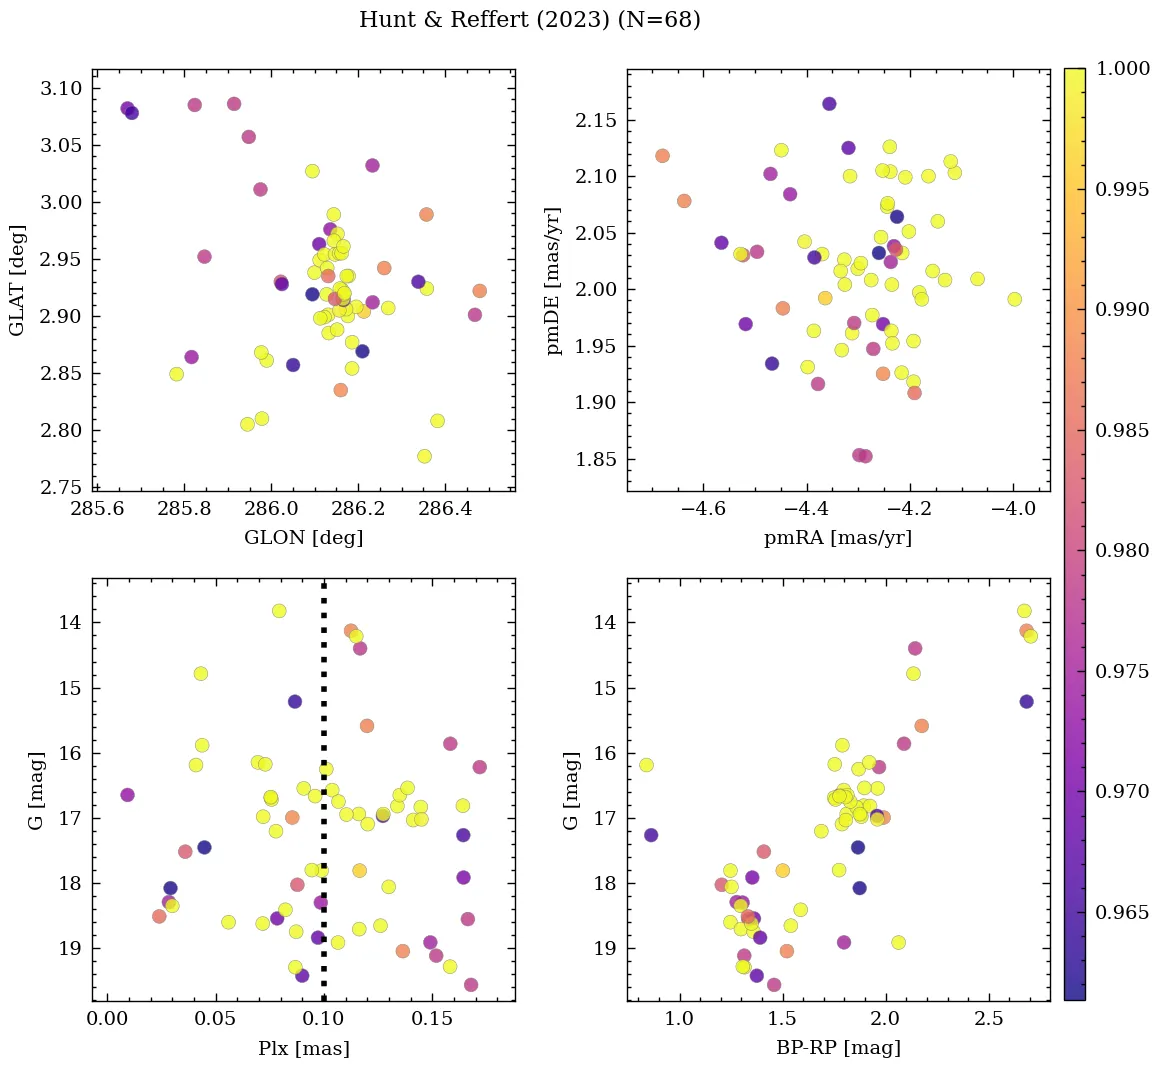 Hunt & Reffert (2023) (N=68)
3.10
3.05
3.00
2.95
2.90
2.85
2.80
2.75
GLAT [deg]
285.6 285.8 286.0 286.2 286.4
GLON [deg]
2.15
2.10
2.05
2.00
1.95
1.90
1.85
pmDE [mas/yr]
−4.6 −4.4 −4.2 −4.0
pmRA [mas/yr]
1.000
0.995
0.990
0.985
0.980
0.975
0.970
0.965
14
15
16
17
18
19
G [mag]
0.00 0.05 0.10 0.15
Plx [mas]
14
15
16
17
18
19
G [mag]
1.0 1.5 2.0 2.5
BP-RP [mag]